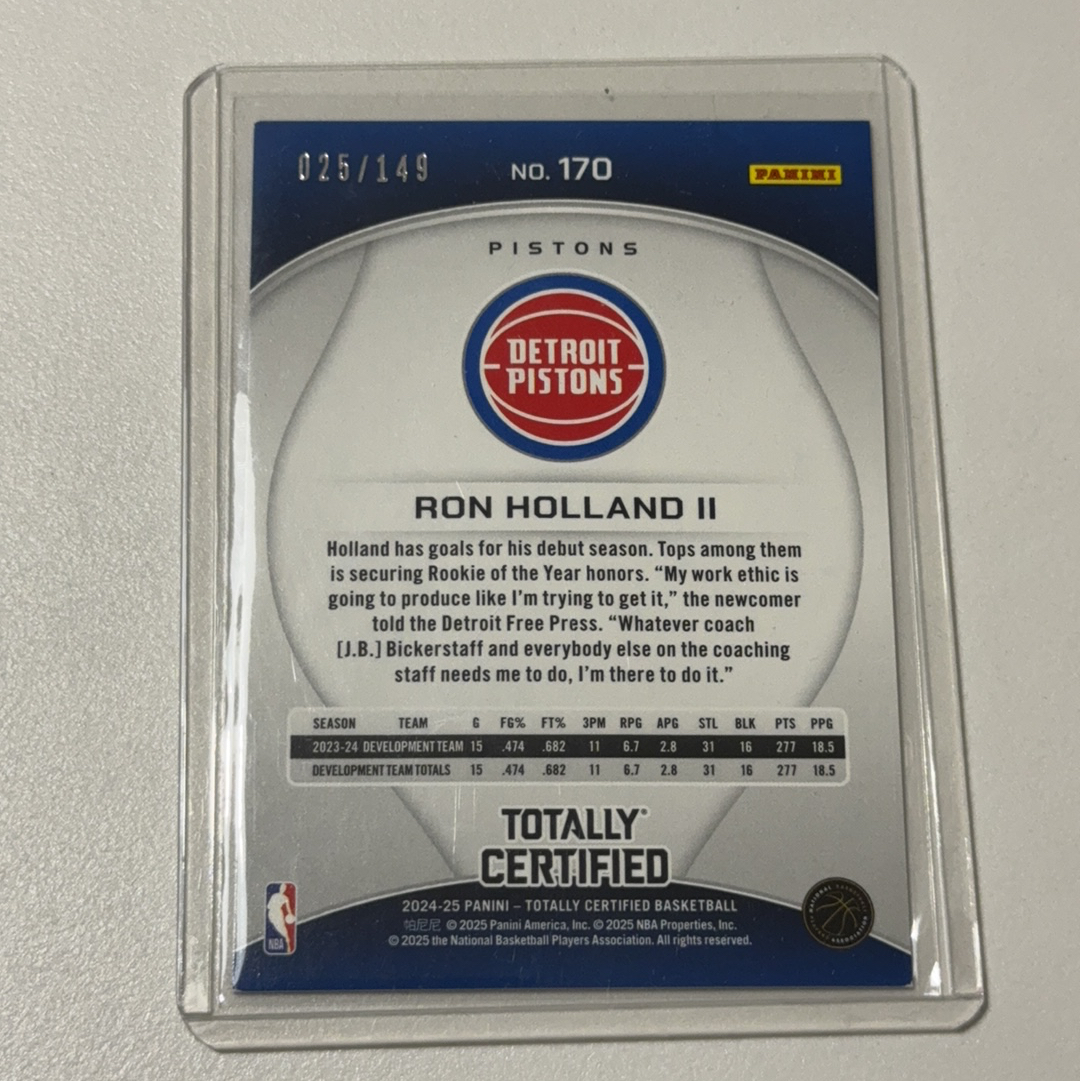 025/149
NO. 170
PANINI
PISTONS
DETROIT
PISTONS
RON HOLLAND II
Holland has goals for his debut season. Tops among them
is securing Rookie of the Year honors. “My work ethic is
going to produce like I’m trying to get it,” the newcomer
told the Detroit Free Press. “Whatever coach
[J.B.] Bickerstaff and everybody else on the coaching
staff needs me to do, I’m there to do it.”
SEASON TEAM G FG% FT% 3PM RPG APG STL BLK PTS PPG
2023-24 DEVELOPMENT TEAM 15 .474 .682 11 6.7 2.8 31 16 277 18.5
DEVELOPMENT TEAM TOTALS 15 .474 .682 11 6.7 2.8 31 16 277 18.5
TOTALLY
CERTIFIED
2024-25 PANINI – TOTALLY CERTIFIED BASKETBALL
帕尼尼 © 2025 Panini America, Inc. © 2025 NBA Properties, Inc.
© 2025 the National Basketball Players Association. All rights reserved.
NBA
NATIONAL BASKETBALL PLAYERS ASSOCIATION